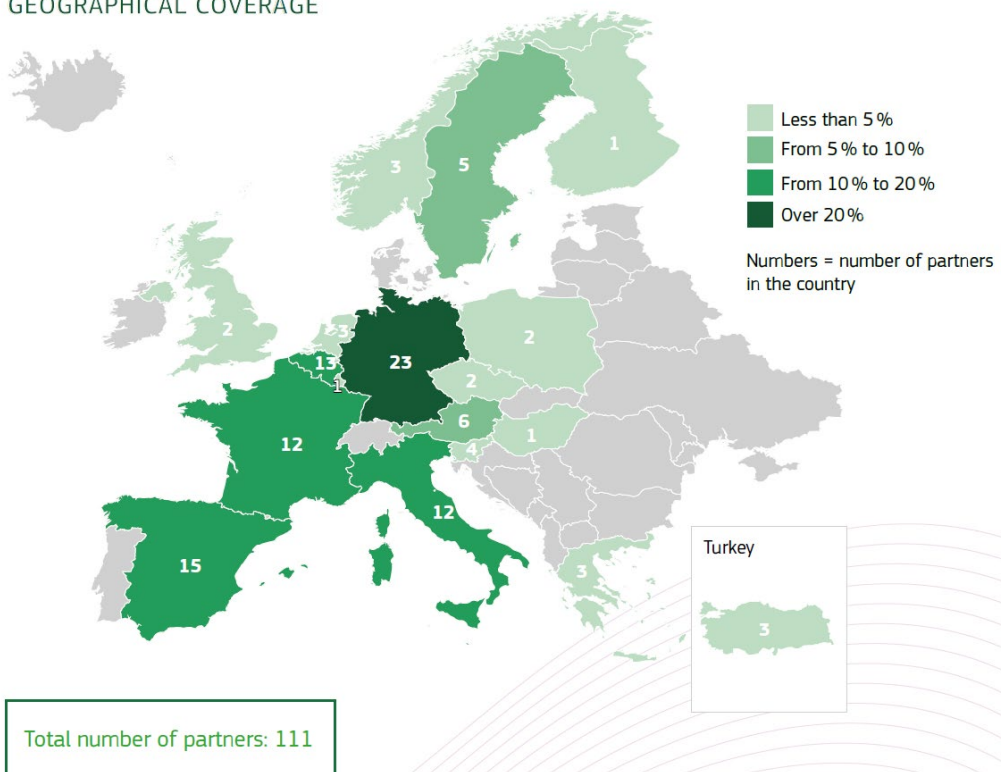 GEOGRAPHICAL COVERAGE
Less than 5 %
From 5 % to 10 %
From 10 % to 20 %
Over 20 %
Numbers = number of partners
in the country
3
5
1
2
3
13
1
23
2
2
6
4
1
12
12
15
3
Turkey
3
Total number of partners: 111